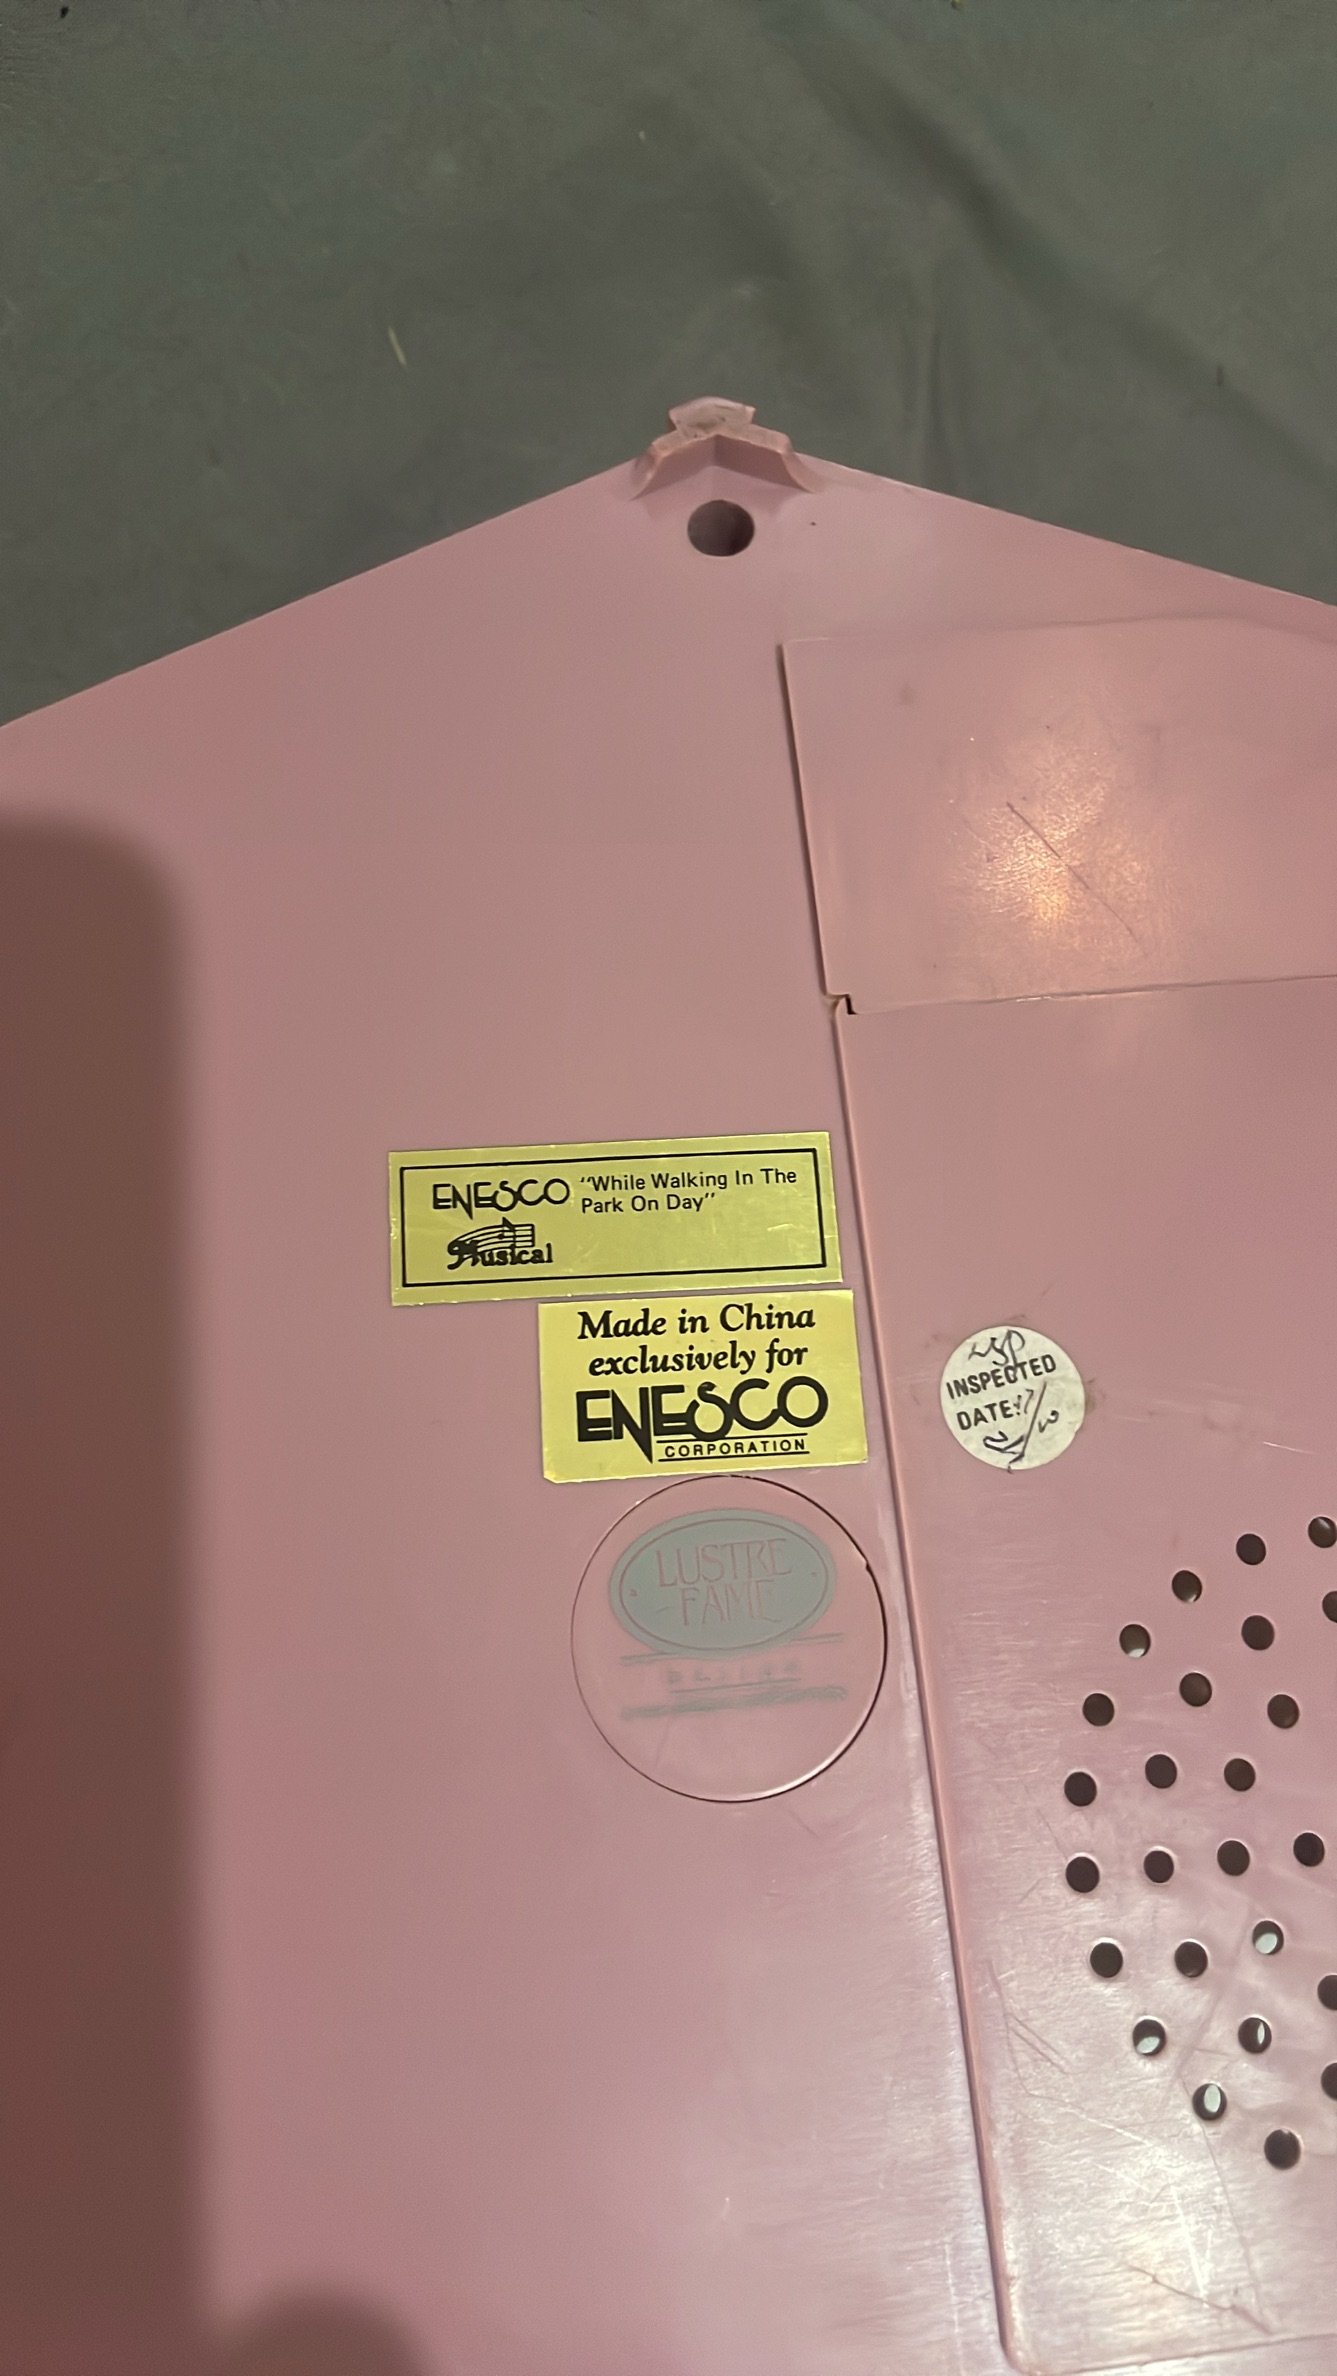 ENESCO "While Walking In The
Park On Day"
Musical
Made in China
exclusively for
ENESCO
CORPORATION
INSPECTED
DATE:
LUSTRE
FAME